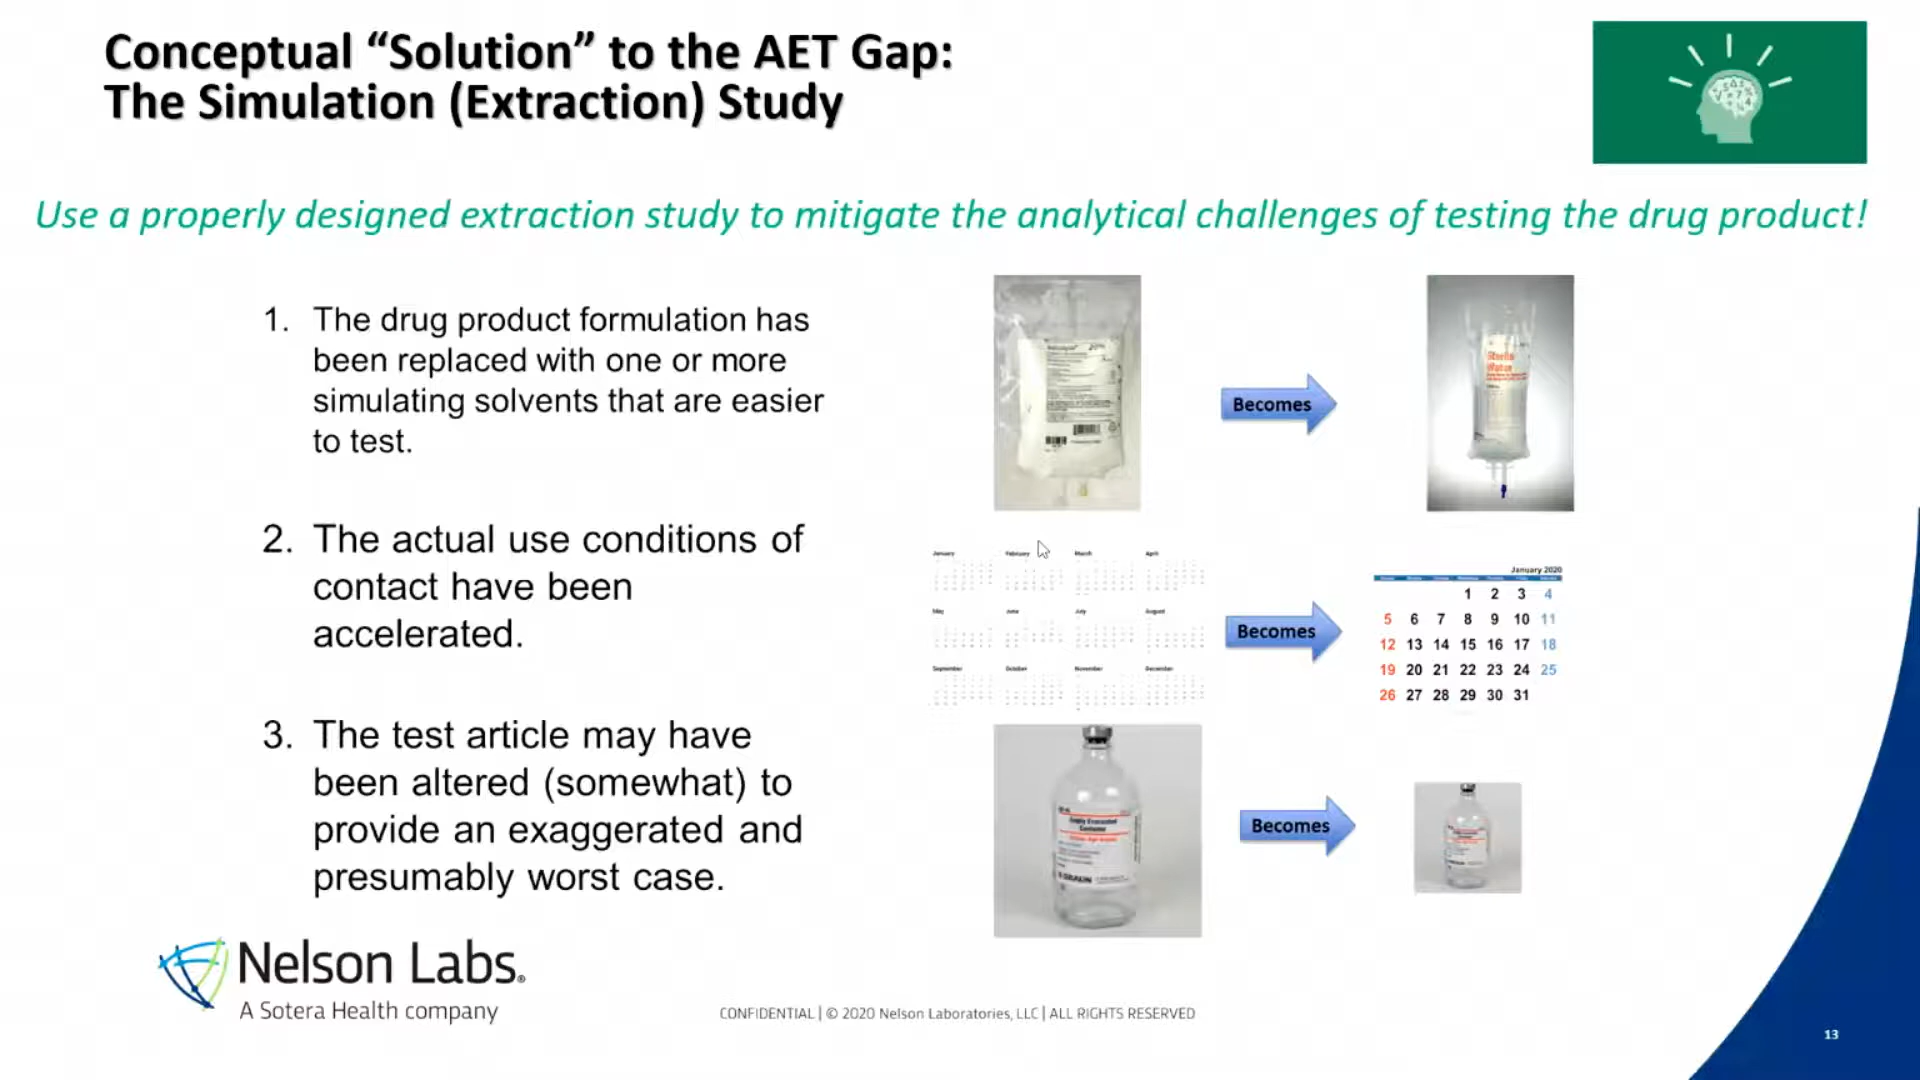 Conceptual “Solution” to the AET Gap:
The Simulation (Extraction) Study
Use a properly designed extraction study to mitigate the analytical challenges of testing the drug product!
1. The drug product formulation has
been replaced with one or more
simulating solvents that are easier
to test.
20%
Becomes
Sterile
Water
2. The actual use conditions of
contact have been
accelerated.
January February March April
May June July August
September October November December
Becomes
January 2020
1 2 3 4
5 6 7 8 9 10 11
12 13 14 15 16 17 18
19 20 21 22 23 24 25
26 27 28 29 30 31
3. The test article may have
been altered (somewhat) to
provide an exaggerated and
presumably worst case.
Empty Evacuated
Container
B BRAUN
Becomes
Nelson Labs®
A Sotera Health company
CONFIDENTIAL | © 2020 Nelson Laboratories, LLC | ALL RIGHTS RESERVED
13